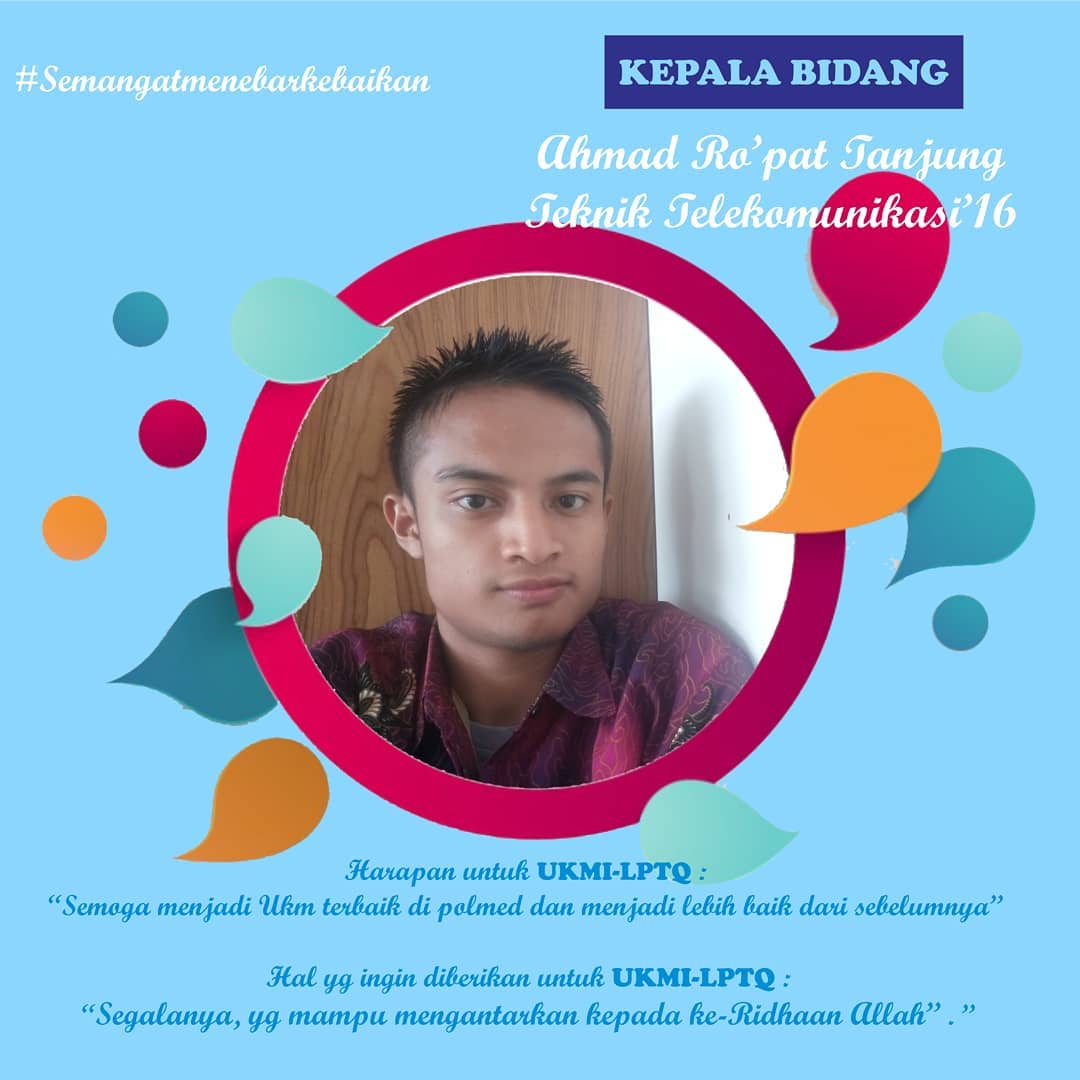 #Semangatmenebarkebaikan
KEPALA BIDANG
Ahmad Ro'pat Tanjung
Teknik Telekomunikasi'16
Harapan untuk UKMI-LPTQ :
“Semoga menjadi Ukm terbaik di polmed dan menjadi lebih baik dari sebelumnya”
Hal yg ingin diberikan untuk UKMI-LPTQ :
“Segalanya, yg mampu mengantarkan kepada ke-Ridhaan Allah” . ”